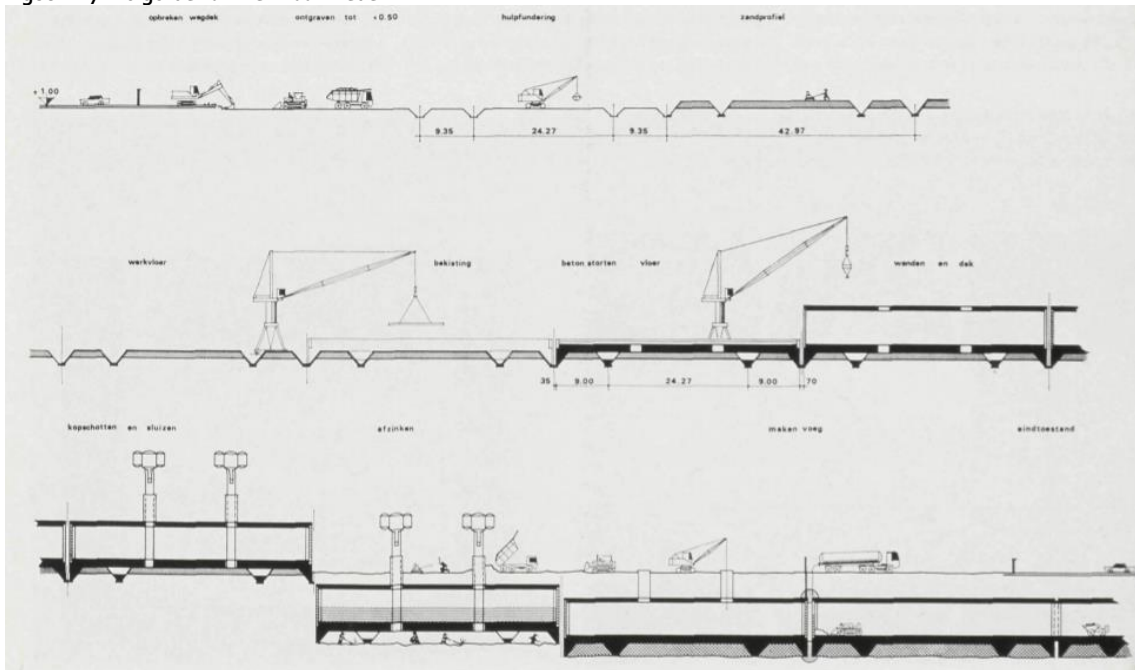 opbreken wegdek ontgraven tot +0.50 hulpfundering zandprofiel
+1.00
9.35 24.27 9.35 42.97
werkvloer bekisting beton storten vloer wanden en dak
35 9.00 24.27 9.00 70
kopschotten en sluizen afzinken maken voeg eindtoestand